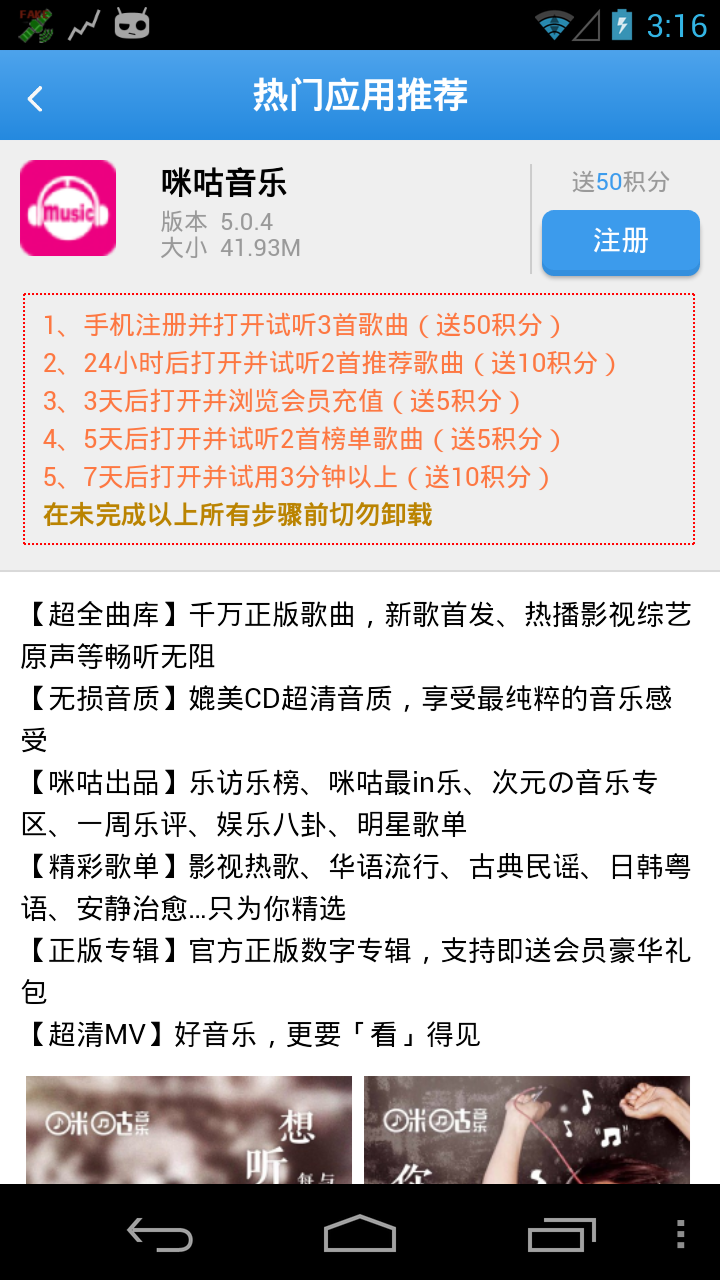 FAKE
3:16
热门应用推荐
music
咪咕音乐
版本 5.0.4
大小 41.93M
送50积分
注册
1、手机注册并打开试听3首歌曲（送50积分）
2、24小时后打开并试听2首推荐歌曲（送10积分）
3、3天后打开并浏览会员充值（送5积分）
4、5天后打开并试听2首榜单歌曲（送5积分）
5、7天后打开并试用3分钟以上（送10积分）
在未完成以上所有步骤前切勿卸载
【超全曲库】千万正版歌曲，新歌首发、热播影视综艺
原声等畅听无阻
【无损音质】媲美CD超清音质，享受最纯粹的音乐感
受
【咪咕出品】乐访乐榜、咪咕最in乐、次元の音乐专
区、一周乐评、娱乐八卦、明星歌单
【精彩歌单】影视热歌、华语流行、古典民谣、日韩粤
语、安静治愈...只为你精选
【正版专辑】官方正版数字专辑，支持即送会员豪华礼
包
【超清MV】好音乐，更要「看」得见
咪咕音乐
想
听
咪咕音乐
你